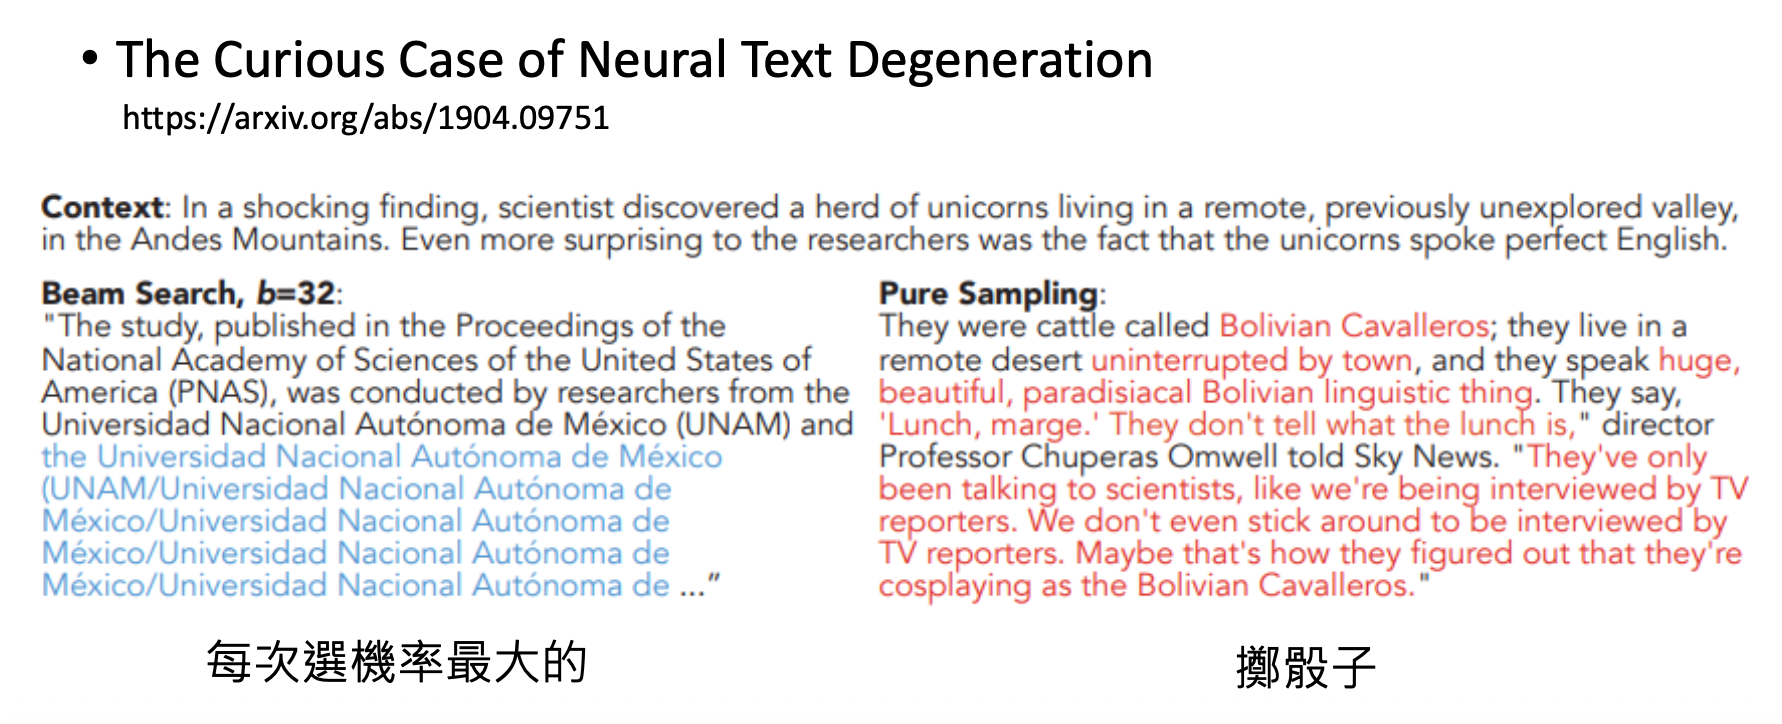 • The Curious Case of Neural Text Degeneration
https://arxiv.org/abs/1904.09751
Context: In a shocking finding, scientist discovered a herd of unicorns living in a remote, previously unexplored valley,
in the Andes Mountains. Even more surprising to the researchers was the fact that the unicorns spoke perfect English.
Beam Search, b=32:
"The study, published in the Proceedings of the
National Academy of Sciences of the United States of
America (PNAS), was conducted by researchers from the
Universidad Nacional Autónoma de México (UNAM) and
the Universidad Nacional Autónoma de México
(UNAM/Universidad Nacional Autónoma de
México/Universidad Nacional Autónoma de
México/Universidad Nacional Autónoma de
México/Universidad Nacional Autónoma de ..."
每次選機率最大的
Pure Sampling:
They were cattle called Bolivian Cavalleros; they live in a
remote desert uninterrupted by town, and they speak huge,
beautiful, paradisiacal Bolivian linguistic thing. They say,
'Lunch, marge.' They don't tell what the lunch is," director
Professor Chuperas Omwell told Sky News. "They've only
been talking to scientists, like we're being interviewed by TV
reporters. We don't even stick around to be interviewed by
TV reporters. Maybe that's how they figured out that they're
cosplaying as the Bolivian Cavalleros."
擲骰子